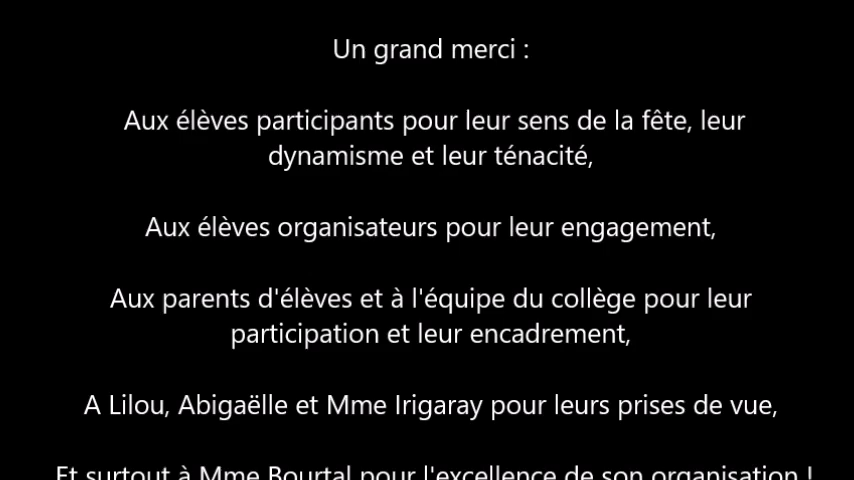 Un grand merci :
Aux élèves participants pour leur sens de la fête, leur
dynamisme et leur ténacité,
Aux élèves organisateurs pour leur engagement,
Aux parents d'élèves et à l'équipe du collège pour leur
participation et leur encadrement,
A Lilou, Abigaëlle et Mme Irigaray pour leurs prises de vue,
Et surtout à Mme Bourtal pour l'excellence de son organisation !